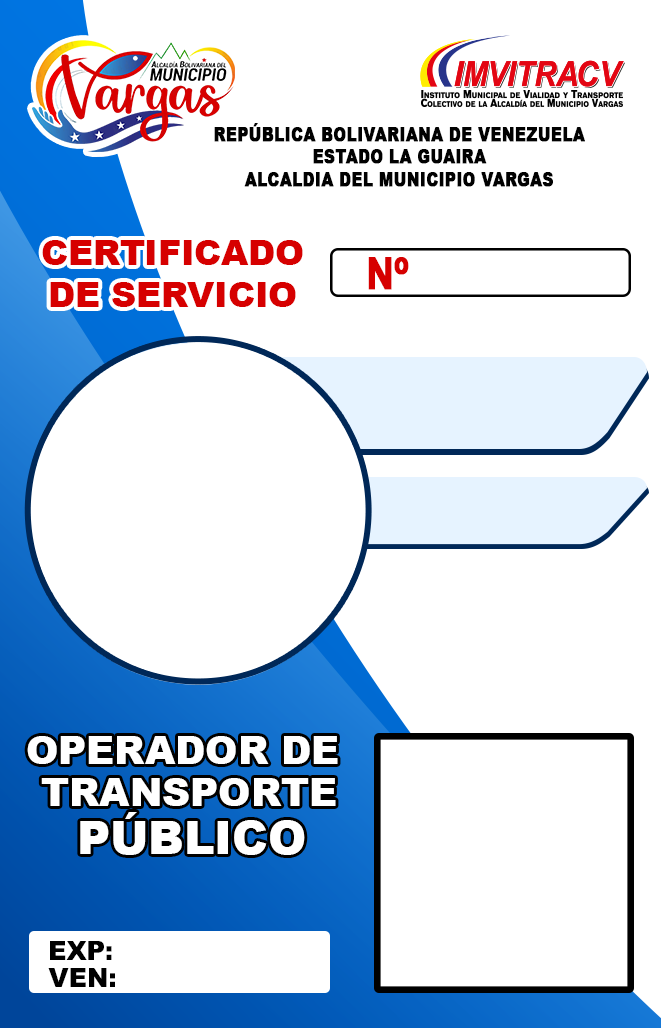 ALCALDÍA BOLIVARIANA DEL
MUNICIPIO
Vargas
IMVITRACV
INSTITUTO MUNICIPAL DE VIALIDAD Y TRANSPORTE
COLECTIVO DE LA ALCALDÍA DEL MUNICIPIO VARGAS
REPÚBLICA BOLIVARIANA DE VENEZUELA
ESTADO LA GUAIRA
ALCALDIA DEL MUNICIPIO VARGAS
CERTIFICADO
DE SERVICIO
Nº
OPERADOR DE
TRANSPORTE
PÚBLICO
EXP:
VEN: